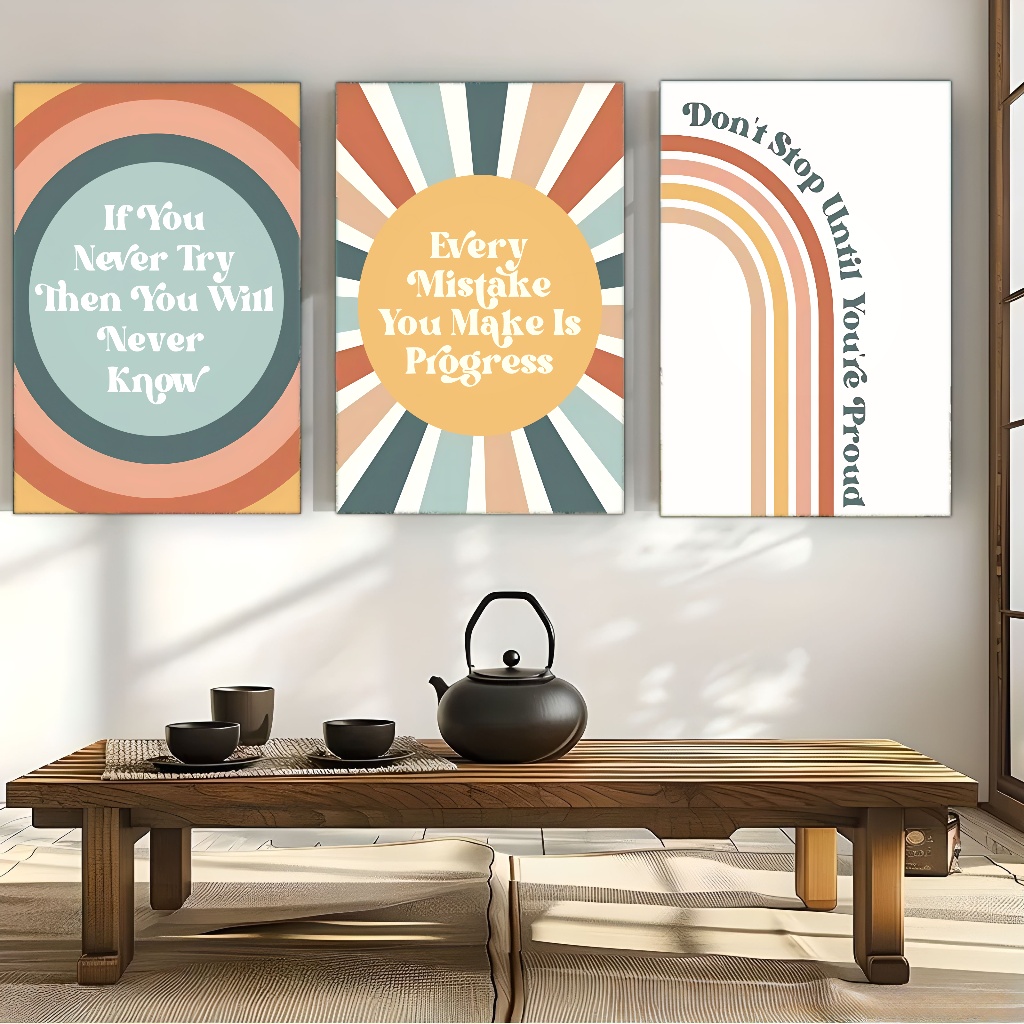 If You
Never Try
Then You Will
Never
Know
Every
Mistake
You Make Is
Progress
Don't Stop Until You're Proud